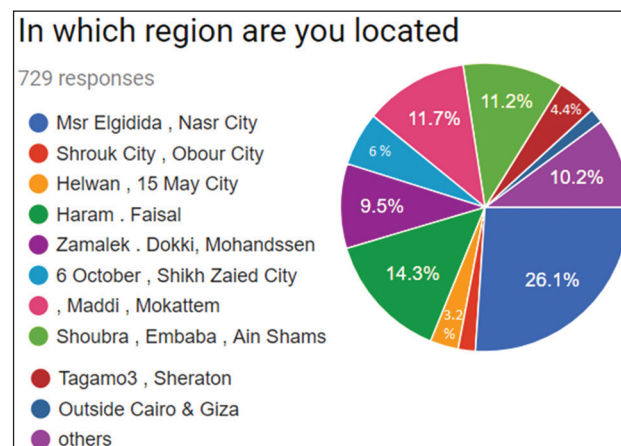 In which region are you located
729 responses
Msr Elgidida , Nasr City
Shrouk City , Obour City
Helwan , 15 May City
Haram . Faisal
Zamalek . Dokki, Mohandssen
6 October , Shikh Zaied City
, Maddi , Mokattem
Shoubra , Embaba , Ain Shams
Tagamo3 , Sheraton
Outside Cairo & Giza
others
11.2%
4.4%
11.7%
6 %
10.2%
9.5%
14.3%
26.1%
3.2
%